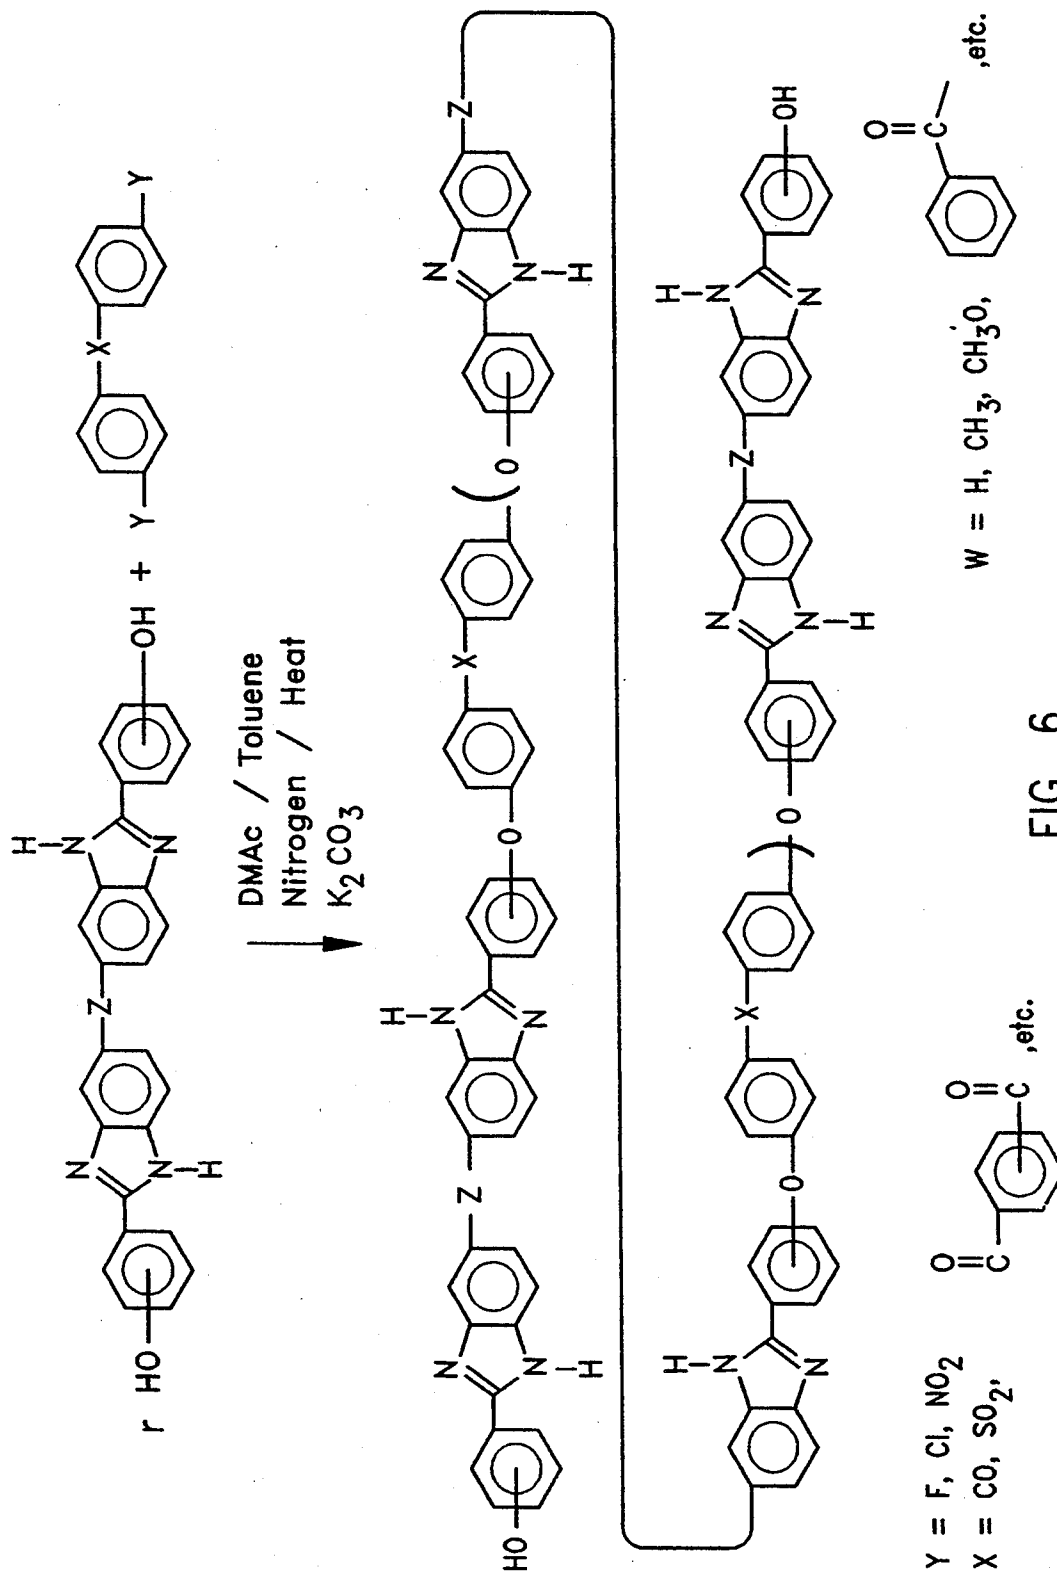 r HO OH + Y X Y
N N H Z H N N
DMAc / Toluene
Nitrogen / Heat
K2CO3
HO N N H Z H N N O X O N N H Z
H N N O X O N N H Z H N N OH
Y = F, Cl, NO2
X = CO, SO2, O C O C ,etc.
W = H, CH3, CH3O, O C ,etc.
FIG. 6